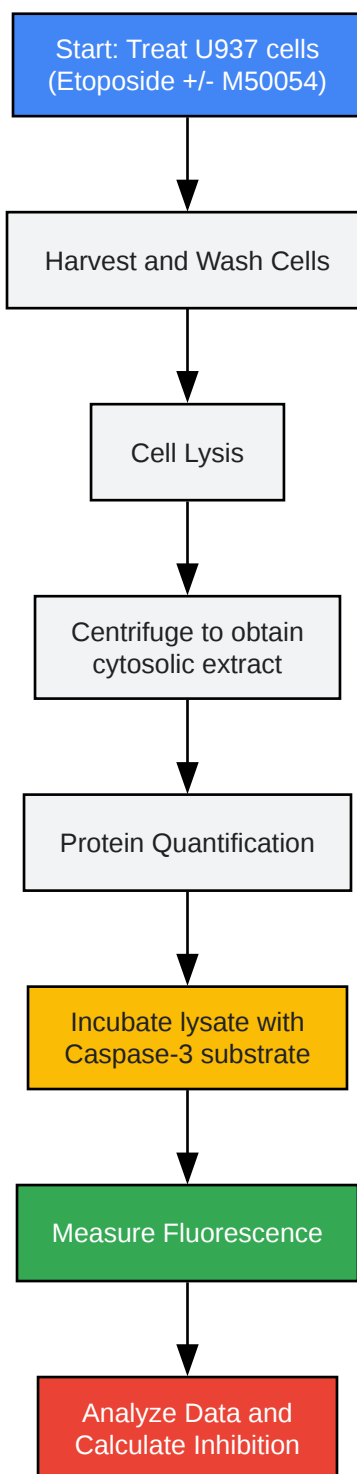 Start: Treat U937 cells
(Etoposide +/- M50054)
Harvest and Wash Cells
Cell Lysis
Centrifuge to obtain
cytosolic extract
Protein Quantification
Incubate lysate with
Caspase-3 substrate
Measure Fluorescence
Analyze Data and
Calculate Inhibition